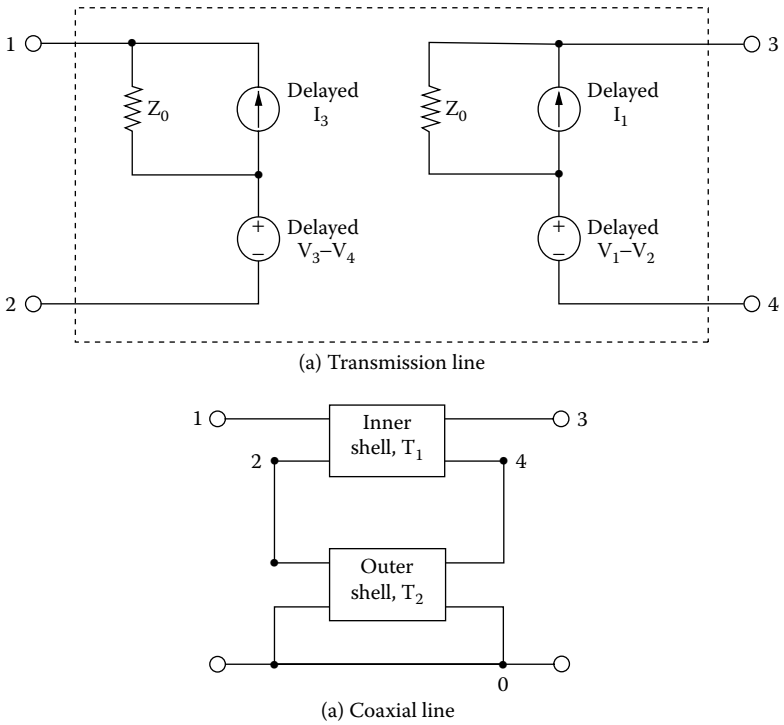 1
3
Delayed
I₃
Z₀
Delayed
I₁
Z₀
Delayed
V₃–V₄
Delayed
V₁–V₂
2
4
(a) Transmission line
1
Inner
shell, T₁
3
2
4
Outer
shell, T₂
0
(a) Coaxial line